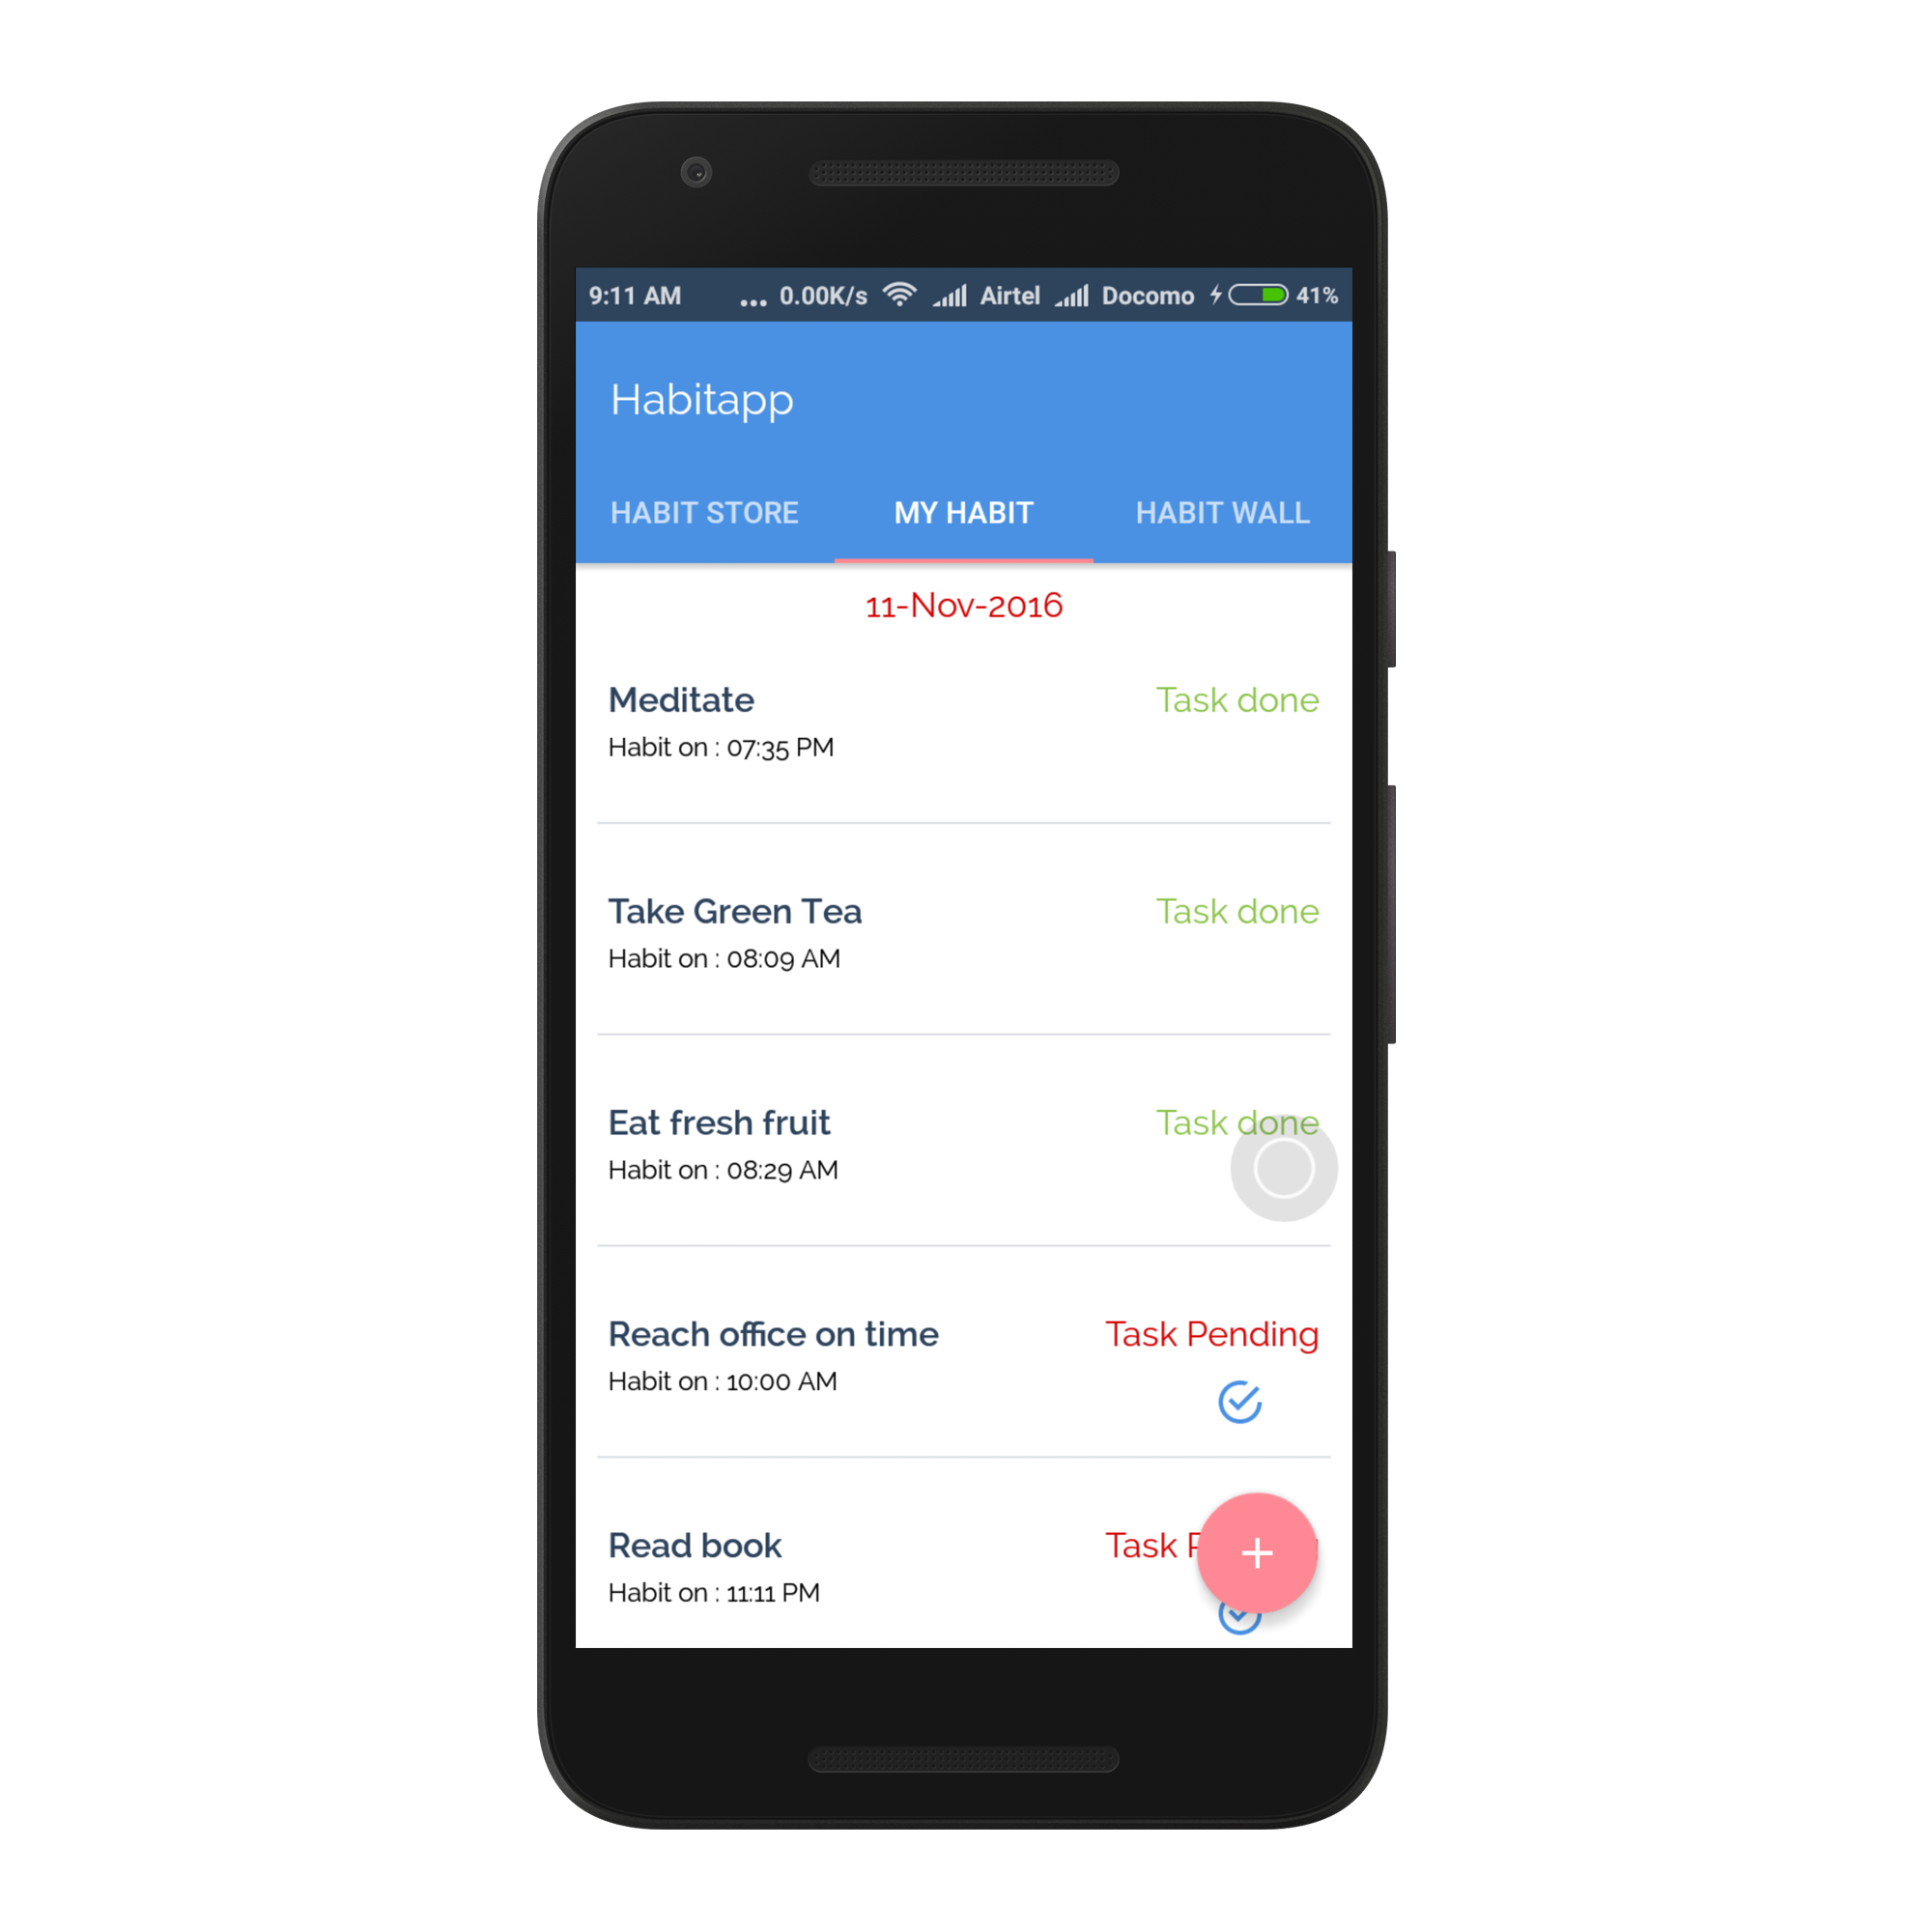 9:11 AM ... 0.00K/s Airtel Docomo 41%
Habitapp
HABIT STORE MY HABIT HABIT WALL
11-Nov-2016
Meditate Task done
Habit on : 07:35 PM
Take Green Tea Task done
Habit on : 08:09 AM
Eat fresh fruit Task done
Habit on : 08:29 AM
Reach office on time Task Pending
Habit on : 10:00 AM
Read book Task
Habit on : 11:11 PM